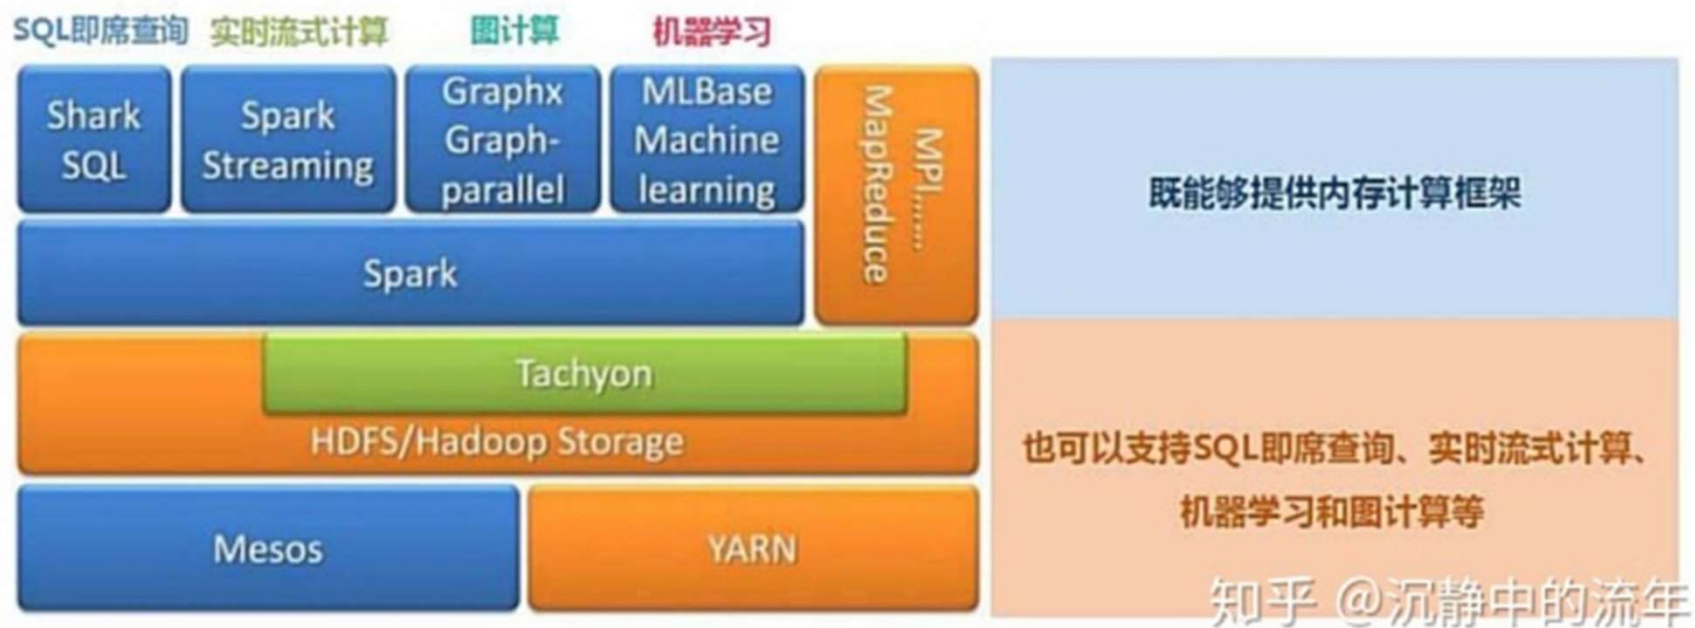 SQL即席查询 实时流式计算 图计算 机器学习
Shark
SQL
Spark
Streaming
Graphx
Graph-
parallel
MLBase
Machine
learning
MPI......
MapReduce
Spark
Tachyon
HDFS/Hadoop Storage
Mesos
YARN
既能够提供内存计算框架
也可以支持SQL即席查询、实时流式计算、
机器学习和图计算等
知乎 @沉静中的流年